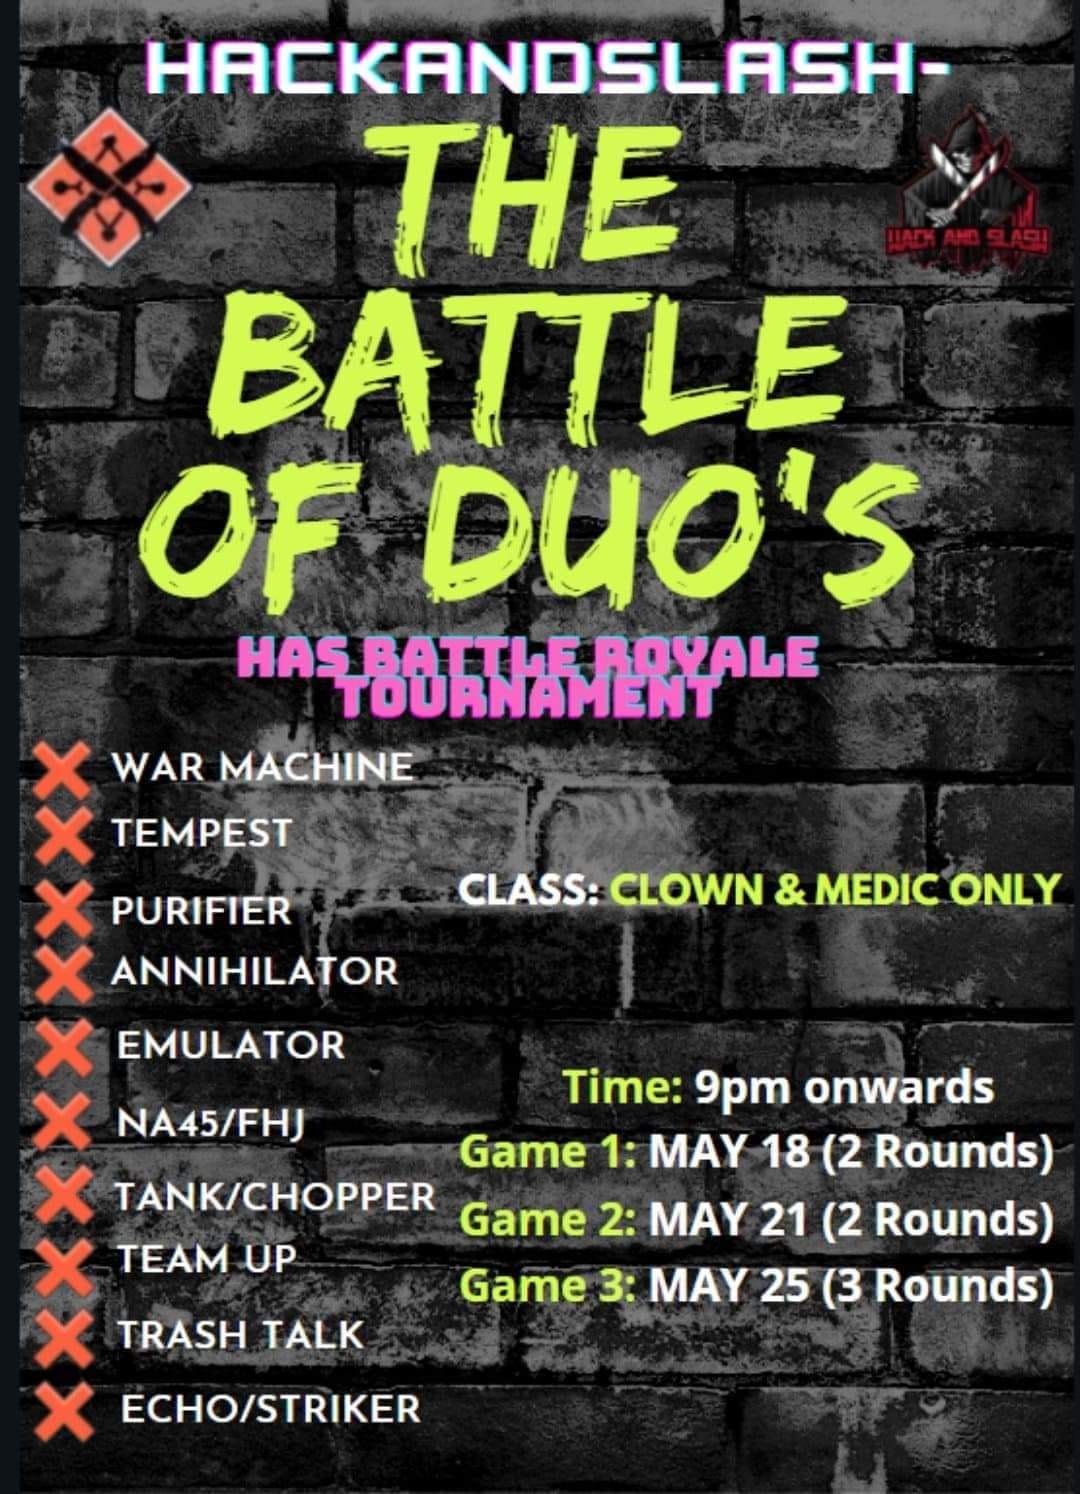 HACKANDSLASH-
THE
BATTLE
OF DUO'S
HACK AND SLASH
HAS BATTLE ROYALE
TOURNAMENT
WAR MACHINE
TEMPEST
PURIFIER
ANNIHILATOR
EMULATOR
NA45/FHJ
TANK/CHOPPER
TEAM UP
TRASH TALK
ECHO/STRIKER
CLASS: CLOWN & MEDIC ONLY
Time: 9pm onwards
Game 1: MAY 18 (2 Rounds)
Game 2: MAY 21 (2 Rounds)
Game 3: MAY 25 (3 Rounds)